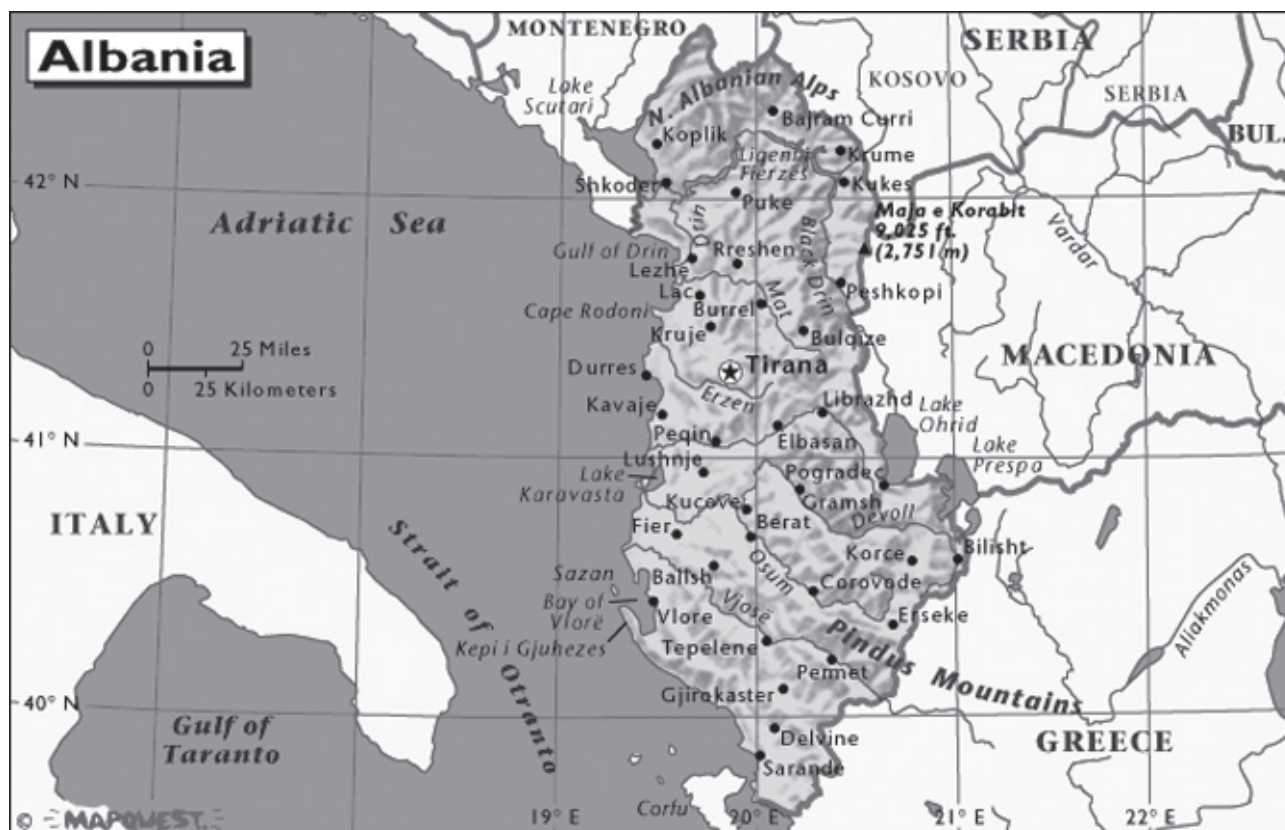 Albania
MONTENEGRO
SERBIA
KOSOVO
SERBIA
BUL.
Lake
Scutari
N. Albanian Alps
Bajram Curri
Koplik
Krume
Fierzes
Shkoder
Kukes
42° N
Puke
Adriatic Sea
Maja e Korabit
9,025 ft.
(2,751 m)
Vardar
Drin
Black Drin
Gulf of Drin
Rreshen
Lezhe
Lac
Peshkopi
Mat
Cape Rodoni
Burrel
Kruje
Bulqize
0 25 Miles
0 25 Kilometers
MACEDONIA
Durres
Tirana
Erzen
Kavaje
Librazhd
Lake
Ohrid
41° N
Peqin
Elbasan
Lake
Prespa
Lushnje
Lake
Karavasta
Pogradec
Gramsh
Kucove
Devoll
ITALY
Fier
Berat
Strait of Otranto
Korce
Bilisht
Sazan
Ballsh
Osum
Corovode
Bay of
Vlorë
Vlore
Vjosë
Erseke
Aliakmonas
Kepi i Gjuhezes
Tepelene
Pindus Mountains
Permet
Gjirokaster
40° N
Gulf of
Taranto
Delvine
GREECE
Sarande
Corfu
© MAPQUEST
19° E
20° E
21° E
22° E